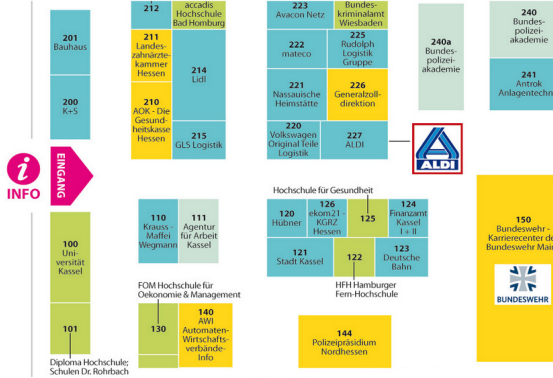 201
Bauhaus
200
K+S
212
accadis
Hochschule
Bad Homburg
211
Landes-
zahnärzte-
kammer
Hessen
210
AOK - Die
Gesund-
heitskasse
Hessen
214
Lidl
215
GLS Logistik
223
Avacon Netz
Bundes-
kriminalamt
Wiesbaden
222
mateco
225
Rudolph
Logistik
Gruppe
221
Nassauische
Heimstätte
226
Generalzoll-
direktion
220
Volkswagen
Original Teile
Logistik
227
ALDI
ALDI
240a
Bundes-
polizei-
akademie
240
Bundes-
polizei-
akademie
241
Antrok
Anlagentechn
i
INFO
EINGANG
100
Uni-
versität
Kassel
101
Diploma Hochschule;
Schulen Dr. Rohrbach
110
Krauss -
Maffei
Wegmann
111
Agentur
für Arbeit
Kassel
FOM Hochschule für
Oekonomie & Management
130
140
AWI
Automaten-
Wirtschafts-
verbände-
Info
Hochschule für Gesundheit
120
Hübner
126
ekom21 -
KGRZ
Hessen
125
124
Finanzamt
Kassel
I + II
121
Stadt Kassel
122
123
Deutsche
Bahn
HFH Hamburger
Fern-Hochschule
144
Polizeipräsidium
Nordhessen
150
Bundeswehr -
Karrierecenter de
Bundeswehr Main
BUNDESWEHR